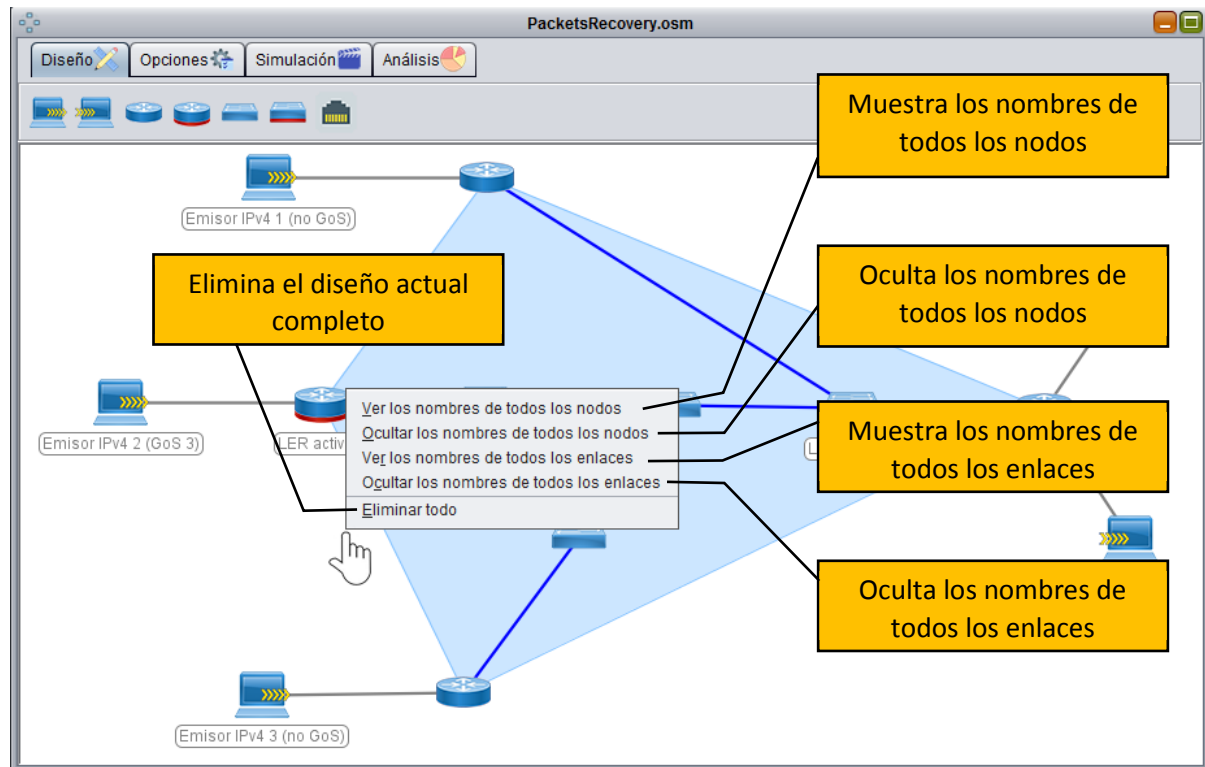 PacketsRecovery.osm
Diseño
Opciones
Simulación
Análisis
Muestra los nombres de
todos los nodos
Emisor IPv4 1 (no GoS)
Elimina el diseño actual
completo
Oculta los nombres de
todos los nodos
Ver los nombres de todos los nodos
Ocultar los nombres de todos los nodos
Ver los nombres de todos los enlaces
Ocultar los nombres de todos los enlaces
Eliminar todo
Emisor IPv4 2 (GoS 3)
LER activ
Muestra los nombres de
todos los enlaces
Oculta los nombres de
todos los enlaces
Emisor IPv4 3 (no GoS)